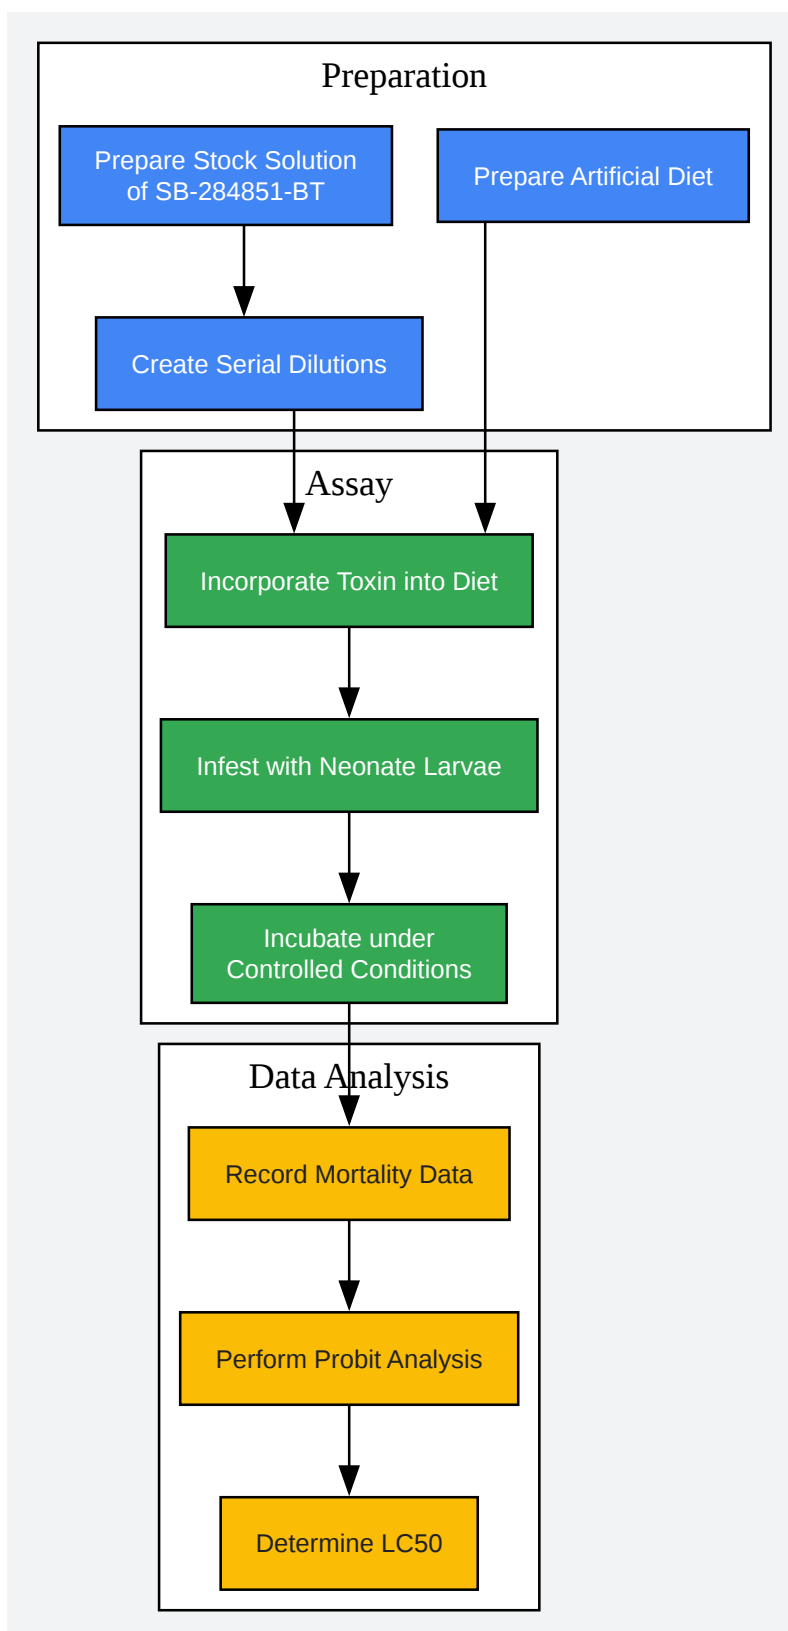 Preparation
Prepare Stock Solution
of SB-284851-BT
Prepare Artificial Diet
Create Serial Dilutions
Assay
Incorporate Toxin into Diet
Infest with Neonate Larvae
Incubate under
Controlled Conditions
Data Analysis
Record Mortality Data
Perform Probit Analysis
Determine LC50